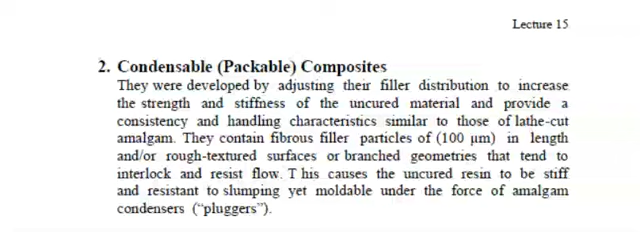 Lecture 15
2. Condensable (Packable) Composites
They were developed by adjusting their filler distribution to increase
the strength and stiffness of the uncured material and provide a
consistency and handling characteristics similar to those of lathe-cut
amalgam. They contain fibrous filler particles of (100 µm) in length
and/or rough-textured surfaces or branched geometries that tend to
interlock and resist flow. T his causes the uncured resin to be stiff
and resistant to slumping yet moldable under the force of amalgam
condensers (“pluggers”).